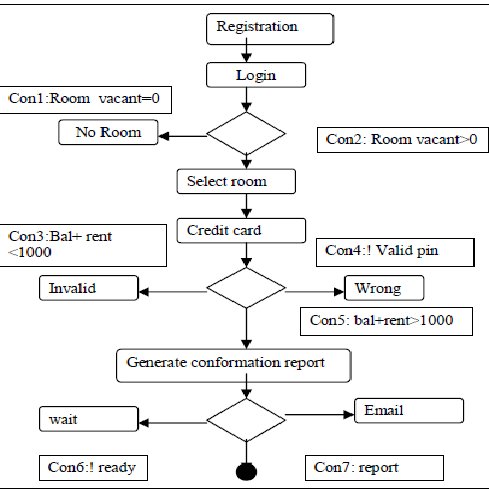 Registration
Login
Con1:Room vacant=0
No Room
Con2: Room vacant>0
Select room
Credit card
Con3:Bal+ rent
<1000
Con4:! Valid pin
Invalid
Wrong
Con5: bal+rent>1000
Generate conformation report
wait
Email
Con6:! ready
Con7: report